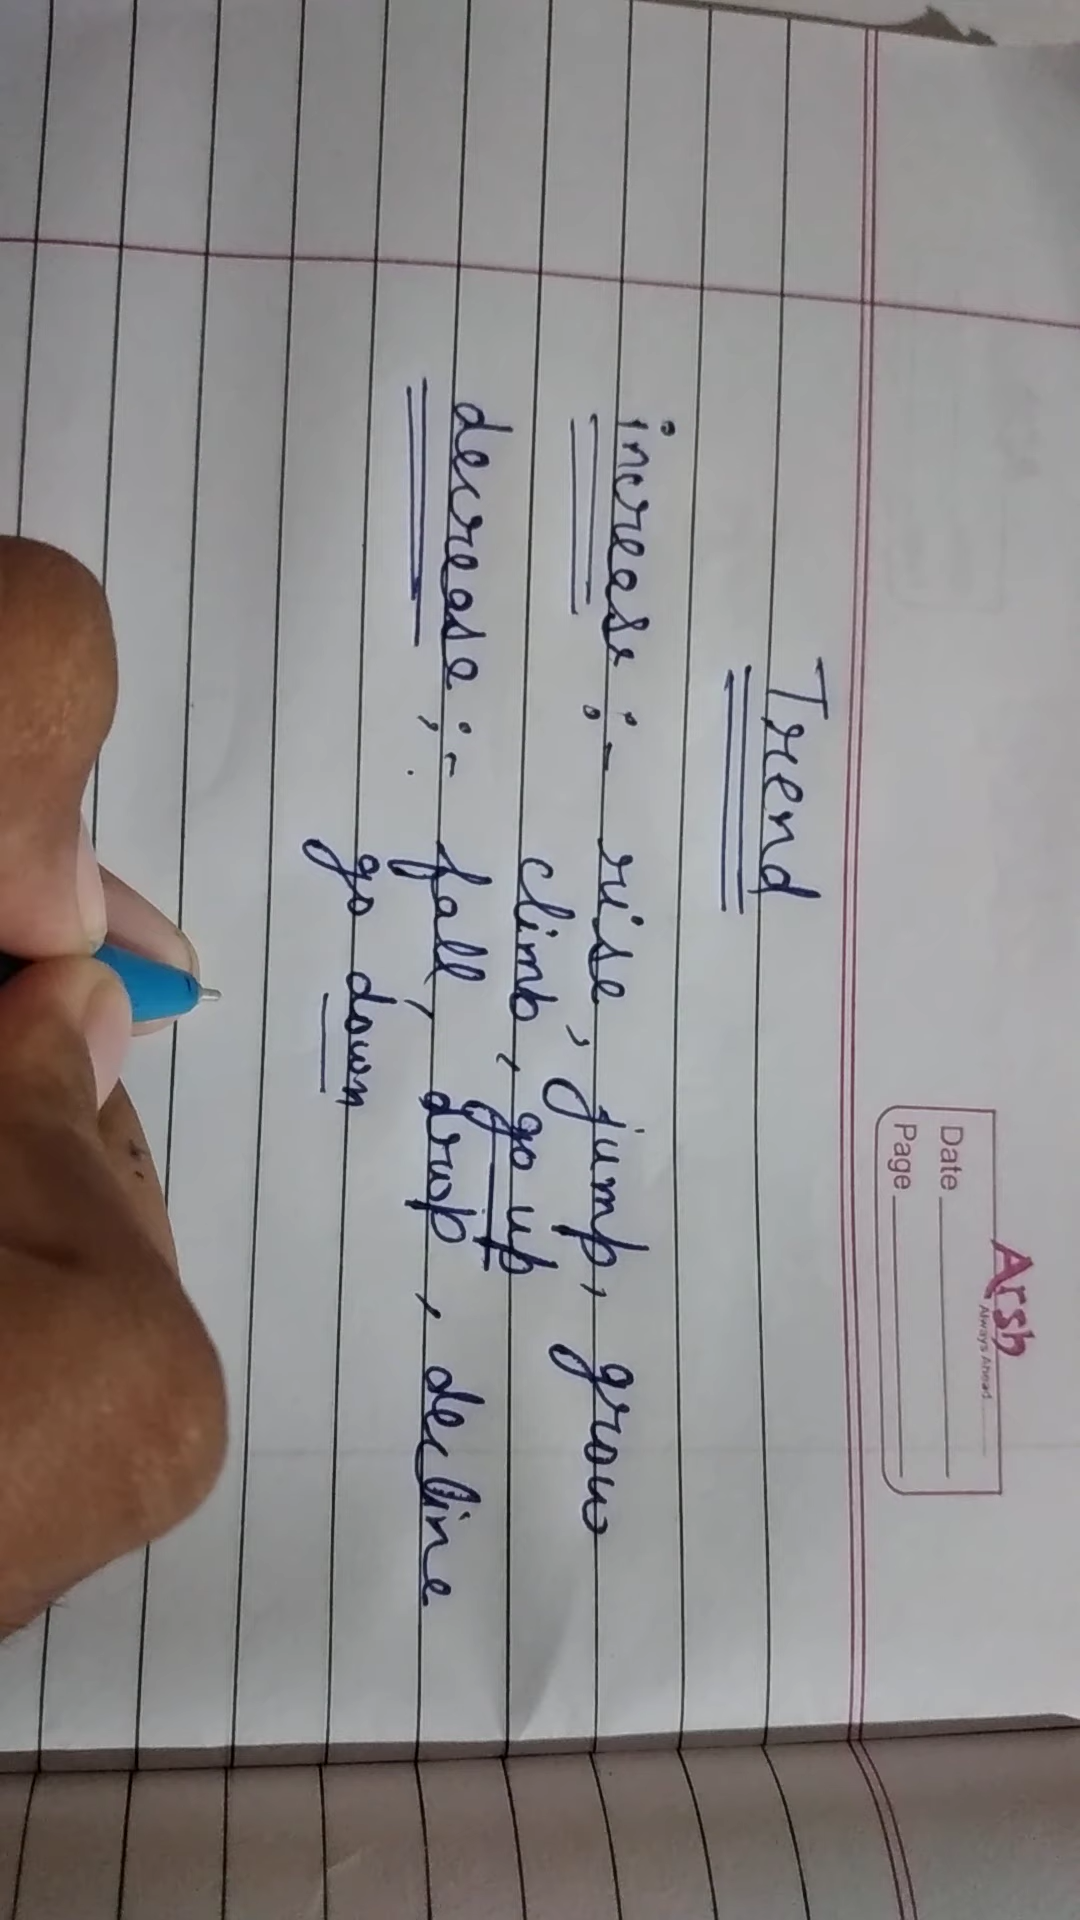 Arsh
Always Ahead
Date
Page
Trend
increase :- rise, jump, grow
climb, go up
decrease :- fall, drop, decline
go down